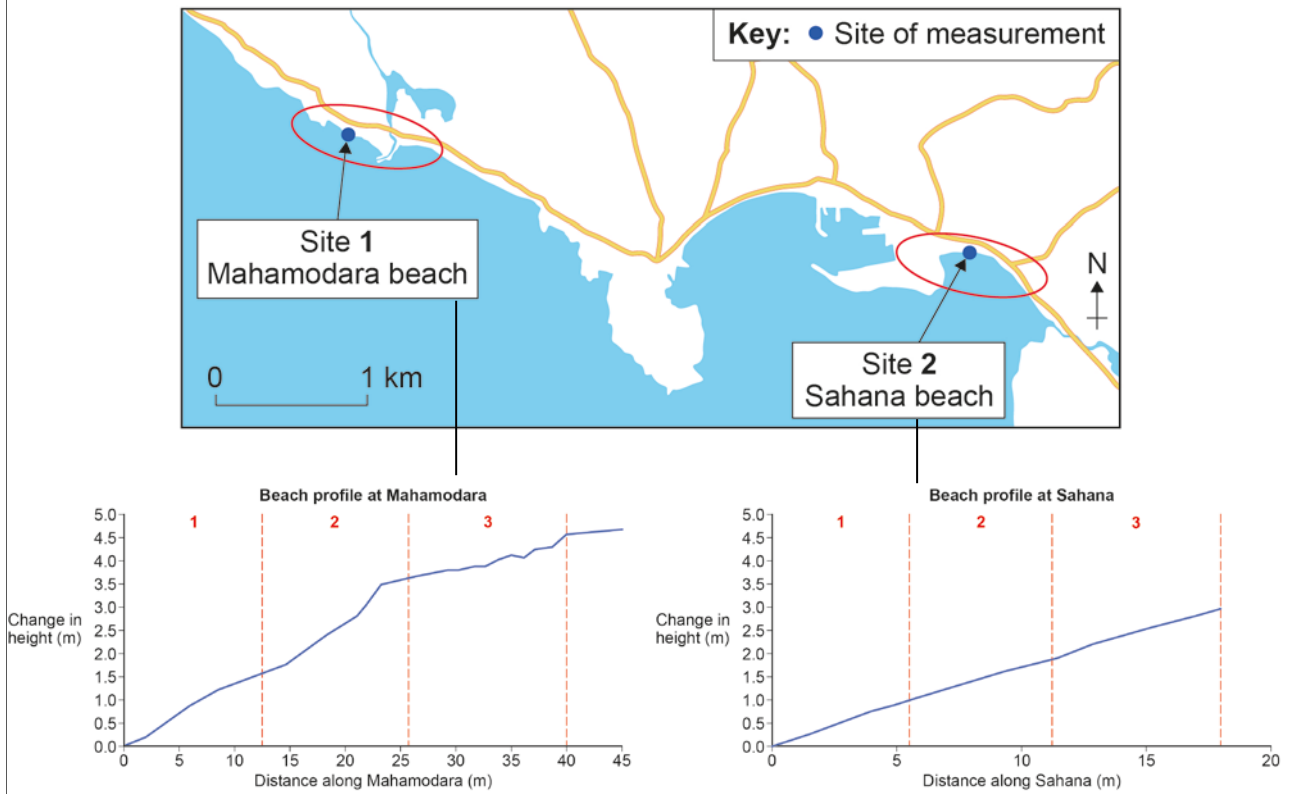 Key: Site of measurement
Site 1
Mahamodara beach
N
0 1 km
Site 2
Sahana beach
Beach profile at Mahamodara
1 2 3
5.0
4.5
4.0
3.5
3.0
2.5
2.0
1.5
1.0
0.5
0.0
Change in
height (m)
0 5 10 15 20 25 30 35 40 45
Distance along Mahamodara (m)
Beach profile at Sahana
1 2 3
5.0
4.5
4.0
3.5
3.0
2.5
2.0
1.5
1.0
0.5
0.0
Change in
height (m)
0 5 10 15 20
Distance along Sahana (m)